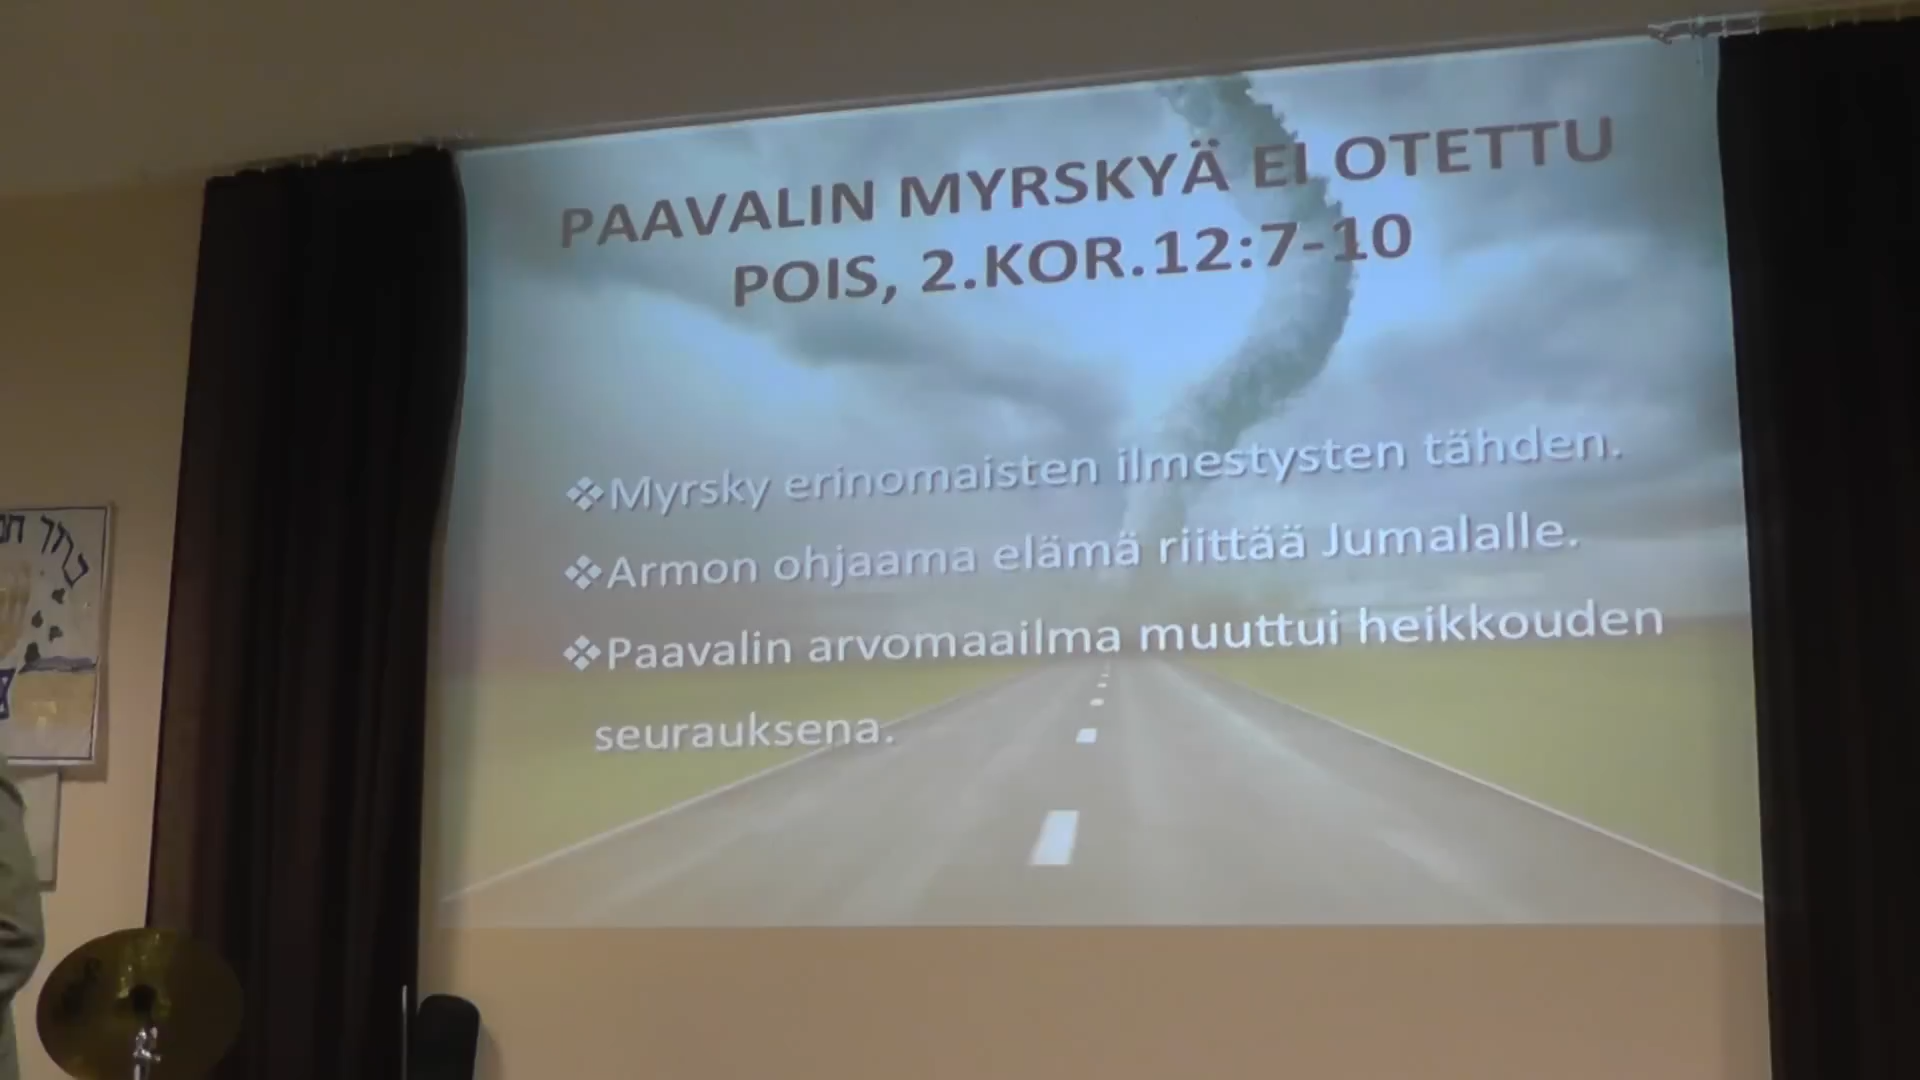 PAAVALIN MYRSKYÄ EI OTETTU
POIS, 2.KOR.12:7-10
❖Myrsky erinomaisten ilmestysten tähden.
❖Armon ohjaama elämä riittää Jumalalle.
❖Paavalin arvomaailma muuttui heikkouden
seurauksena.